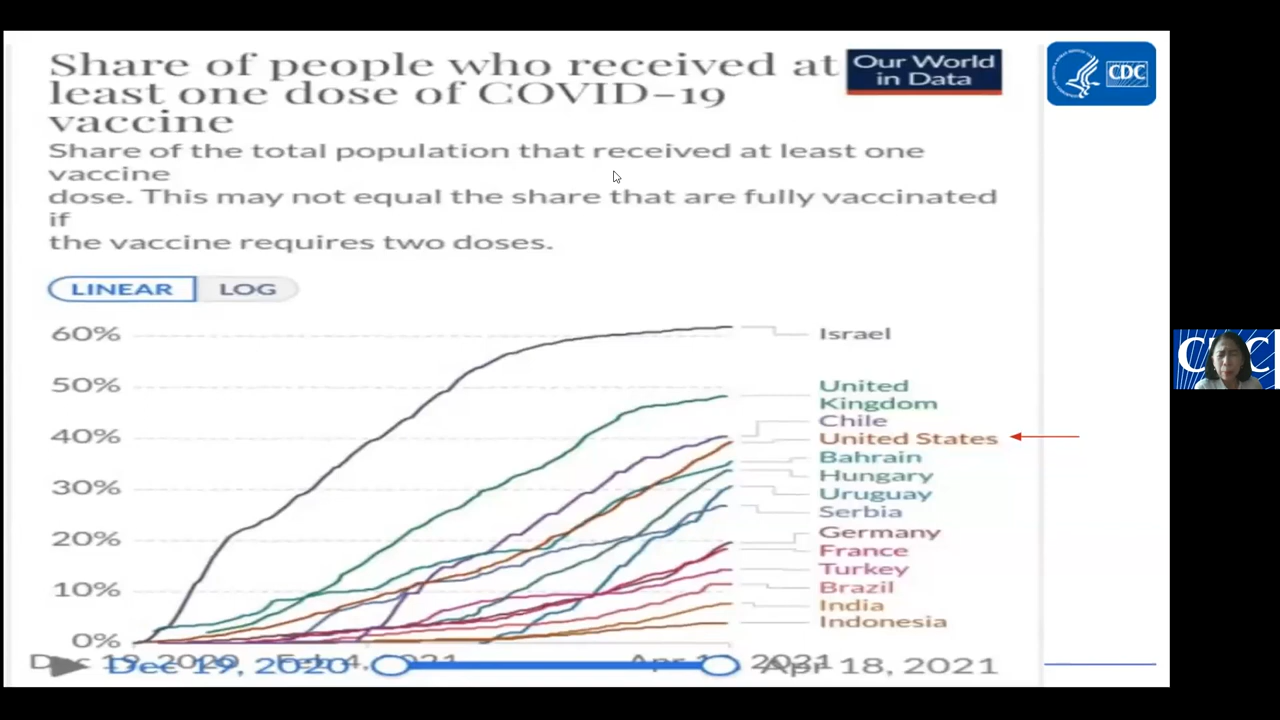 Share of people who received at
least one dose of COVID-19
vaccine
Our World
in Data
CDC
Share of the total population that received at least one
vaccine
dose. This may not equal the share that are fully vaccinated
if
the vaccine requires two doses.
LINEAR
LOG
60%
50%
40%
30%
20%
10%
0%
Israel
United
Kingdom
Chile
United States
Bahrain
Hungary
Uruguay
Serbia
Germany
France
Turkey
Brazil
India
Indonesia
Dec 19, 2020
Dec 19, 2020
2021
Apr 18, 2021